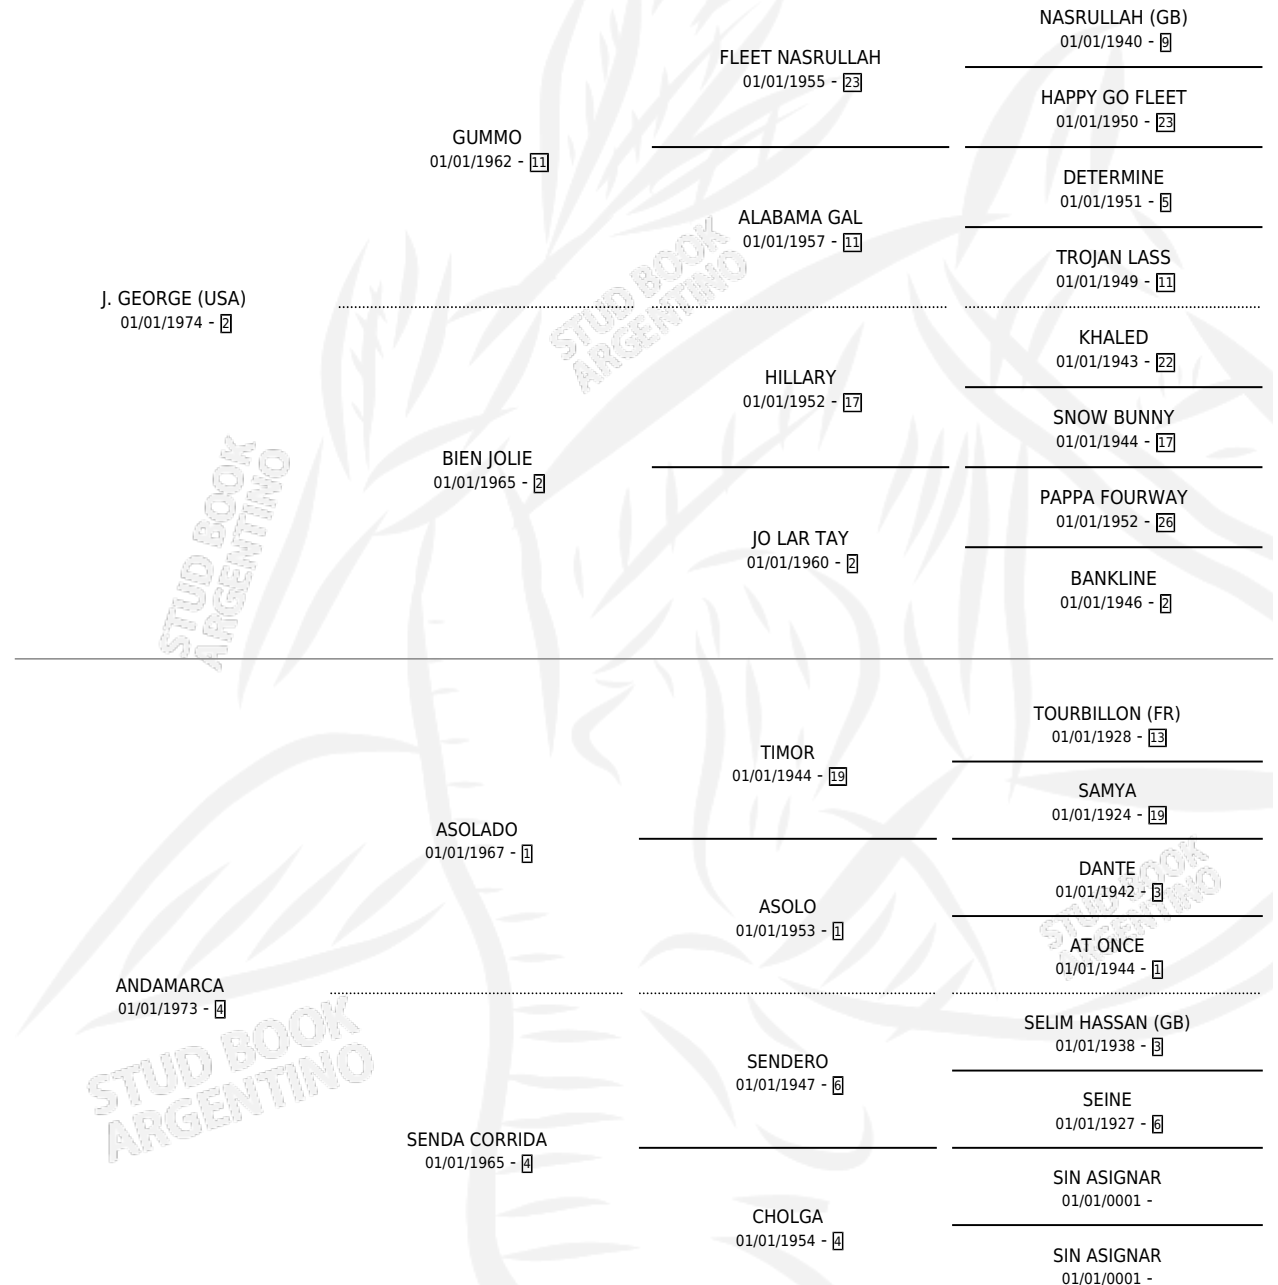 NASRULLAH (GB)
01/01/1940 - 9
FLEET NASRULLAH
01/01/1955 - 23
HAPPY GO FLEET
01/01/1950 - 23
GUMMO
01/01/1962 - 11
DETERMINE
01/01/1951 - 5
ALABAMA GAL
01/01/1957 - 11
TROJAN LASS
01/01/1949 - 11
J. GEORGE (USA)
01/01/1974 - 2
KHALED
01/01/1943 - 22
HILLARY
01/01/1952 - 17
SNOW BUNNY
01/01/1944 - 17
BIEN JOLIE
01/01/1965 - 2
PAPPA FOURWAY
01/01/1952 - 26
JO LAR TAY
01/01/1960 - 2
BANKLINE
01/01/1946 - 2
TOURBILLON (FR)
01/01/1928 - 13
TIMOR
01/01/1944 - 19
SAMYA
01/01/1924 - 19
ASOLADO
01/01/1967 - 1
DANTE
01/01/1942 - 3
ASOLO
01/01/1953 - 1
AT ONCE
01/01/1944 - 1
ANDAMARCA
01/01/1973 - 4
SELIM HASSAN (GB)
01/01/1938 - 3
SENDERO
01/01/1947 - 6
SEINE
01/01/1927 - 6
SENDA CORRIDA
01/01/1965 - 4
SIN ASIGNAR
01/01/0001 -
CHOLGA
01/01/1954 - 4
SIN ASIGNAR
01/01/0001 -
STUD BOOK
ARGENTINO
STUD BOOK
ARGENTINO
STUD BOOK
ARGENTINO
STUD BOOK
ARGENTINO